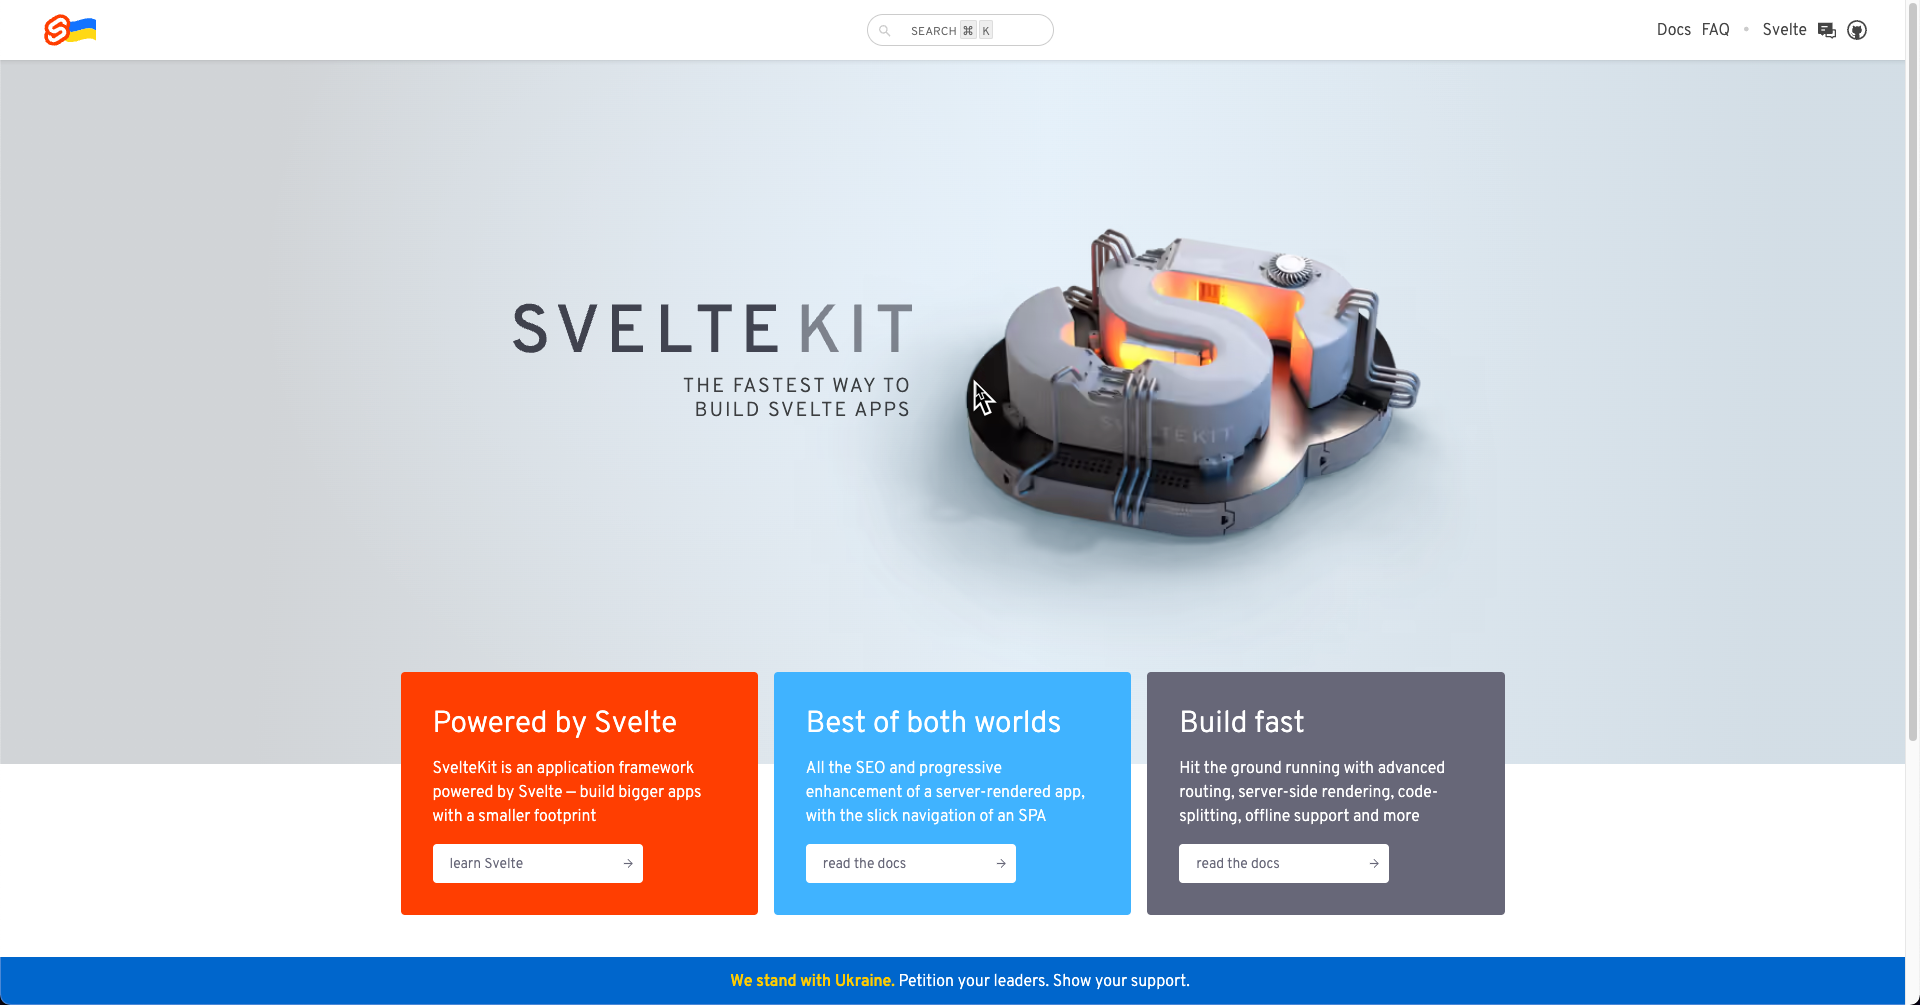 SEARCH ⌘ K
Docs FAQ • Svelte
SVELTE KIT
THE FASTEST WAY TO
BUILD SVELTE APPS
SVELTEKIT
Powered by Svelte
SvelteKit is an application framework
powered by Svelte — build bigger apps
with a smaller footprint
learn Svelte →
Best of both worlds
All the SEO and progressive
enhancement of a server-rendered app,
with the slick navigation of an SPA
read the docs →
Build fast
Hit the ground running with advanced
routing, server-side rendering, code-
splitting, offline support and more
read the docs →
We stand with Ukraine. Petition your leaders. Show your support.